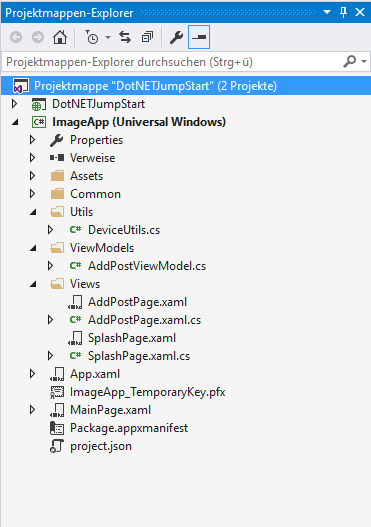 Projektmappen-Explorer
Projektmappen-Explorer durchsuchen (Strg+ü)
Projektmappe "DotNETJumpStart" (2 Projekte)
DotNETJumpStart
C# ImageApp (Universal Windows)
Properties
Verweise
Assets
Common
Utils
C# DeviceUtils.cs
ViewModels
C# AddPostViewModel.cs
Views
AddPostPage.xaml
C# AddPostPage.xaml.cs
SplashPage.xaml
C# SplashPage.xaml.cs
App.xaml
ImageApp_TemporaryKey.pfx
MainPage.xaml
Package.appxmanifest
project.json